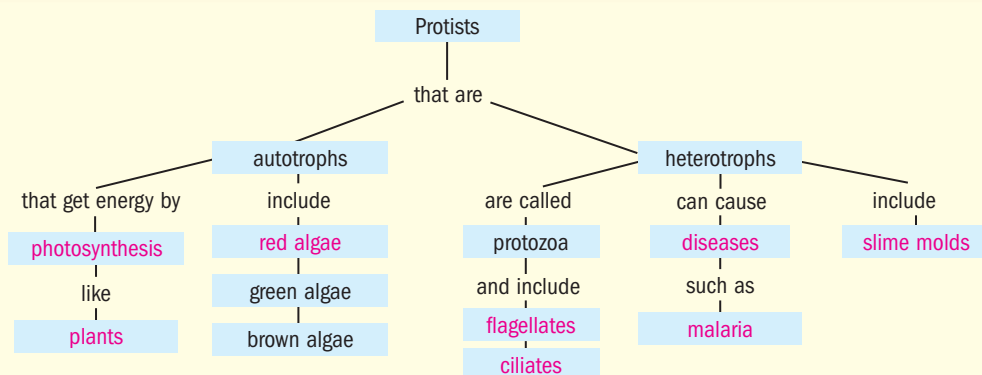 Protists
that are
autotrophs
heterotrophs
that get energy by
include
are called
can cause
include
photosynthesis
red algae
protozoa
diseases
slime molds
like
green algae
and include
such as
plants
brown algae
flagellates
malaria
ciliates